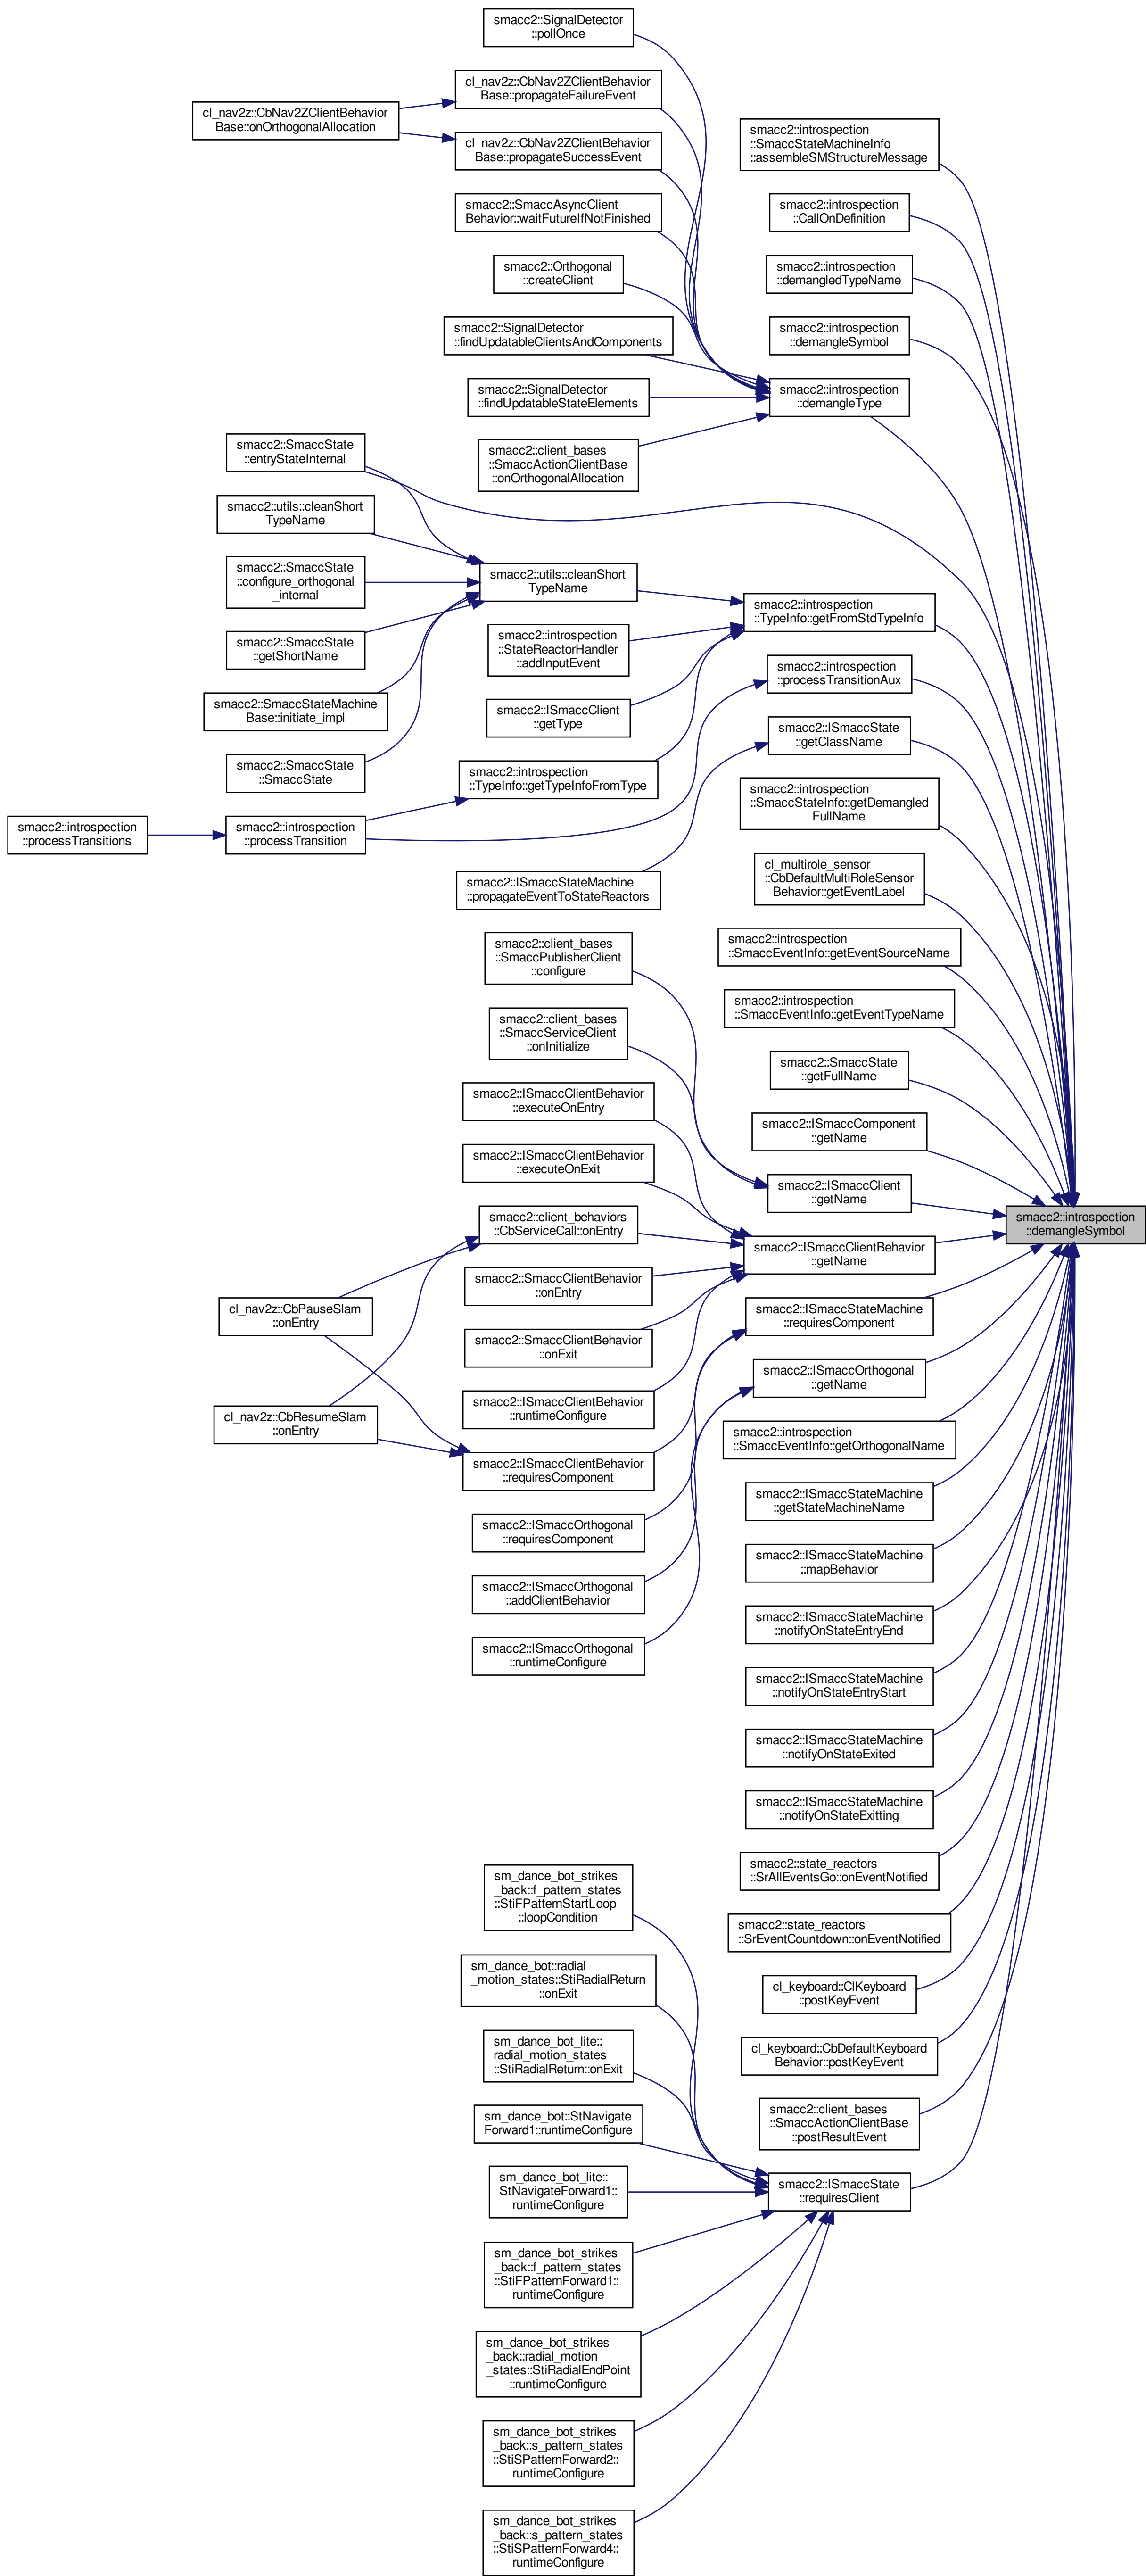 smacc2::SignalDetector
::pollOnce
cl_nav2z::CbNav2ZClientBehavior
Base::propagateFailureEvent
cl_nav2z::CbNav2ZClientBehavior
Base::onOrthogonalAllocation
smacc2::introspection
::SmaccStateMachineInfo
::assembleSMStructureMessage
cl_nav2z::CbNav2ZClientBehavior
Base::propagateSuccessEvent
smacc2::SmaccAsyncClient
Behavior::waitFutureIfNotFinished
smacc2::introspection
::CallOnDefinition
smacc2::Orthogonal
::createClient
smacc2::introspection
::demangledTypeName
smacc2::SignalDetector
::findUpdatableClientsAndComponents
smacc2::introspection
::demangleSymbol
smacc2::SignalDetector
::findUpdatableStateElements
smacc2::introspection
::demangleType
smacc2::SmaccState
::entryStateInternal
smacc2::client_bases
::SmaccActionClientBase
::onOrthogonalAllocation
smacc2::utils::cleanShort
TypeName
smacc2::SmaccState
::configure_orthogonal
_internal
smacc2::utils::cleanShort
TypeName
smacc2::introspection
::TypeInfo::getFromStdTypeInfo
smacc2::SmaccState
::getShortName
smacc2::introspection
::StateReactorHandler
::addInputEvent
smacc2::introspection
::processTransitionAux
smacc2::SmaccStateMachine
Base::initiate_impl
smacc2::ISmaccClient
::getType
smacc2::ISmaccState
::getClassName
smacc2::SmaccState
::SmaccState
smacc2::introspection
::TypeInfo::getTypeInfoFromType
smacc2::introspection
::SmaccStateInfo::getDemangled
FullName
smacc2::introspection
::processTransitions
smacc2::introspection
::processTransition
smacc2::ISmaccStateMachine
::propagateEventToStateReactors
cl_multirole_sensor
::CbDefaultMultiRoleSensor
Behavior::getEventLabel
smacc2::client_bases
::SmaccPublisherClient
::configure
smacc2::introspection
::SmaccEventInfo::getEventSourceName
smacc2::client_bases
::SmaccServiceClient
::onInitialize
smacc2::introspection
::SmaccEventInfo::getEventTypeName
smacc2::SmaccState
::getFullName
smacc2::ISmaccClientBehavior
::executeOnEntry
smacc2::ISmaccComponent
::getName
smacc2::ISmaccClientBehavior
::executeOnExit
smacc2::ISmaccClient
::getName
smacc2::client_behaviors
::CbServiceCall::onEntry
smacc2::introspection
::demangleSymbol
smacc2::ISmaccClientBehavior
::getName
smacc2::SmaccClientBehavior
::onEntry
cl_nav2z::CbPauseSlam
::onEntry
smacc2::ISmaccStateMachine
::requiresComponent
smacc2::SmaccClientBehavior
::onExit
smacc2::ISmaccOrthogonal
::getName
smacc2::ISmaccClientBehavior
::runtimeConfigure
cl_nav2z::CbResumeSlam
::onEntry
smacc2::introspection
::SmaccEventInfo::getOrthogonalName
smacc2::ISmaccClientBehavior
::requiresComponent
smacc2::ISmaccStateMachine
::getStateMachineName
smacc2::ISmaccOrthogonal
::requiresComponent
smacc2::ISmaccStateMachine
::mapBehavior
smacc2::ISmaccOrthogonal
::addClientBehavior
smacc2::ISmaccStateMachine
::notifyOnStateEntryEnd
smacc2::ISmaccOrthogonal
::runtimeConfigure
smacc2::ISmaccStateMachine
::notifyOnStateEntryStart
smacc2::ISmaccStateMachine
::notifyOnStateExited
smacc2::ISmaccStateMachine
::notifyOnStateExitting
smacc2::state_reactors
::SrAllEventsGo::onEventNotified
sm_dance_bot_strikes
_back::f_pattern_states
::StiFPatternStartLoop
::loopCondition
smacc2::state_reactors
::SrEventCountdown::onEventNotified
sm_dance_bot::radial
_motion_states::StiRadialReturn
::onExit
cl_keyboard::ClKeyboard
::postKeyEvent
sm_dance_bot_lite::
radial_motion_states
::StiRadialReturn::onExit
cl_keyboard::CbDefaultKeyboard
Behavior::postKeyEvent
sm_dance_bot::StNavigate
Forward1::runtimeConfigure
smacc2::client_bases
::SmaccActionClientBase
::postResultEvent
sm_dance_bot_lite::
StNavigateForward1::
runtimeConfigure
smacc2::ISmaccState
::requiresClient
sm_dance_bot_strikes
_back::f_pattern_states
::StiFPatternForward1::
runtimeConfigure
sm_dance_bot_strikes
_back::radial_motion
_states::StiRadialEndPoint
::runtimeConfigure
sm_dance_bot_strikes
_back::s_pattern_states
::StiSPatternForward2::
runtimeConfigure
sm_dance_bot_strikes
_back::s_pattern_states
::StiSPatternForward4::
runtimeConfigure